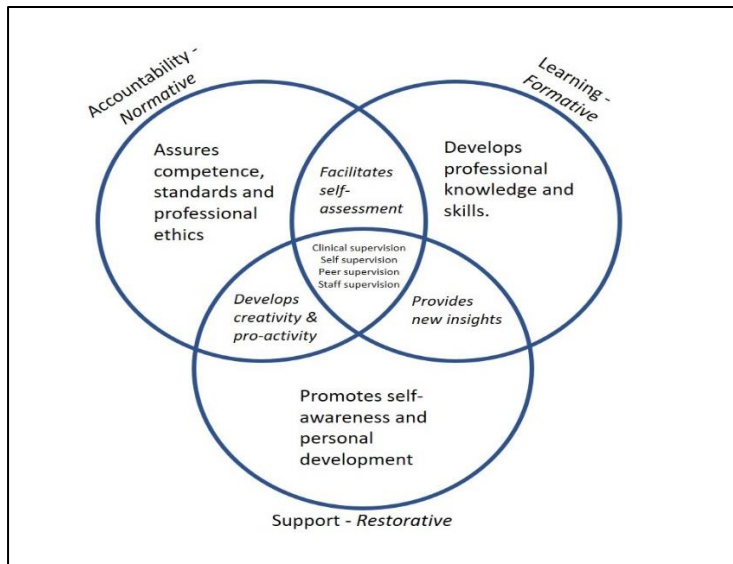 Accountability -
Normative
Learning -
Formative
Assures
competence,
standards and
professional
ethics
Facilitates
self-
assessment
Develops
professional
knowledge and
skills.
Clinical supervision
Self supervision
Peer supervision
Staff supervision
Develops
creativity &
pro-activity
Provides
new insights
Promotes self-
awareness and
personal
development
Support - Restorative